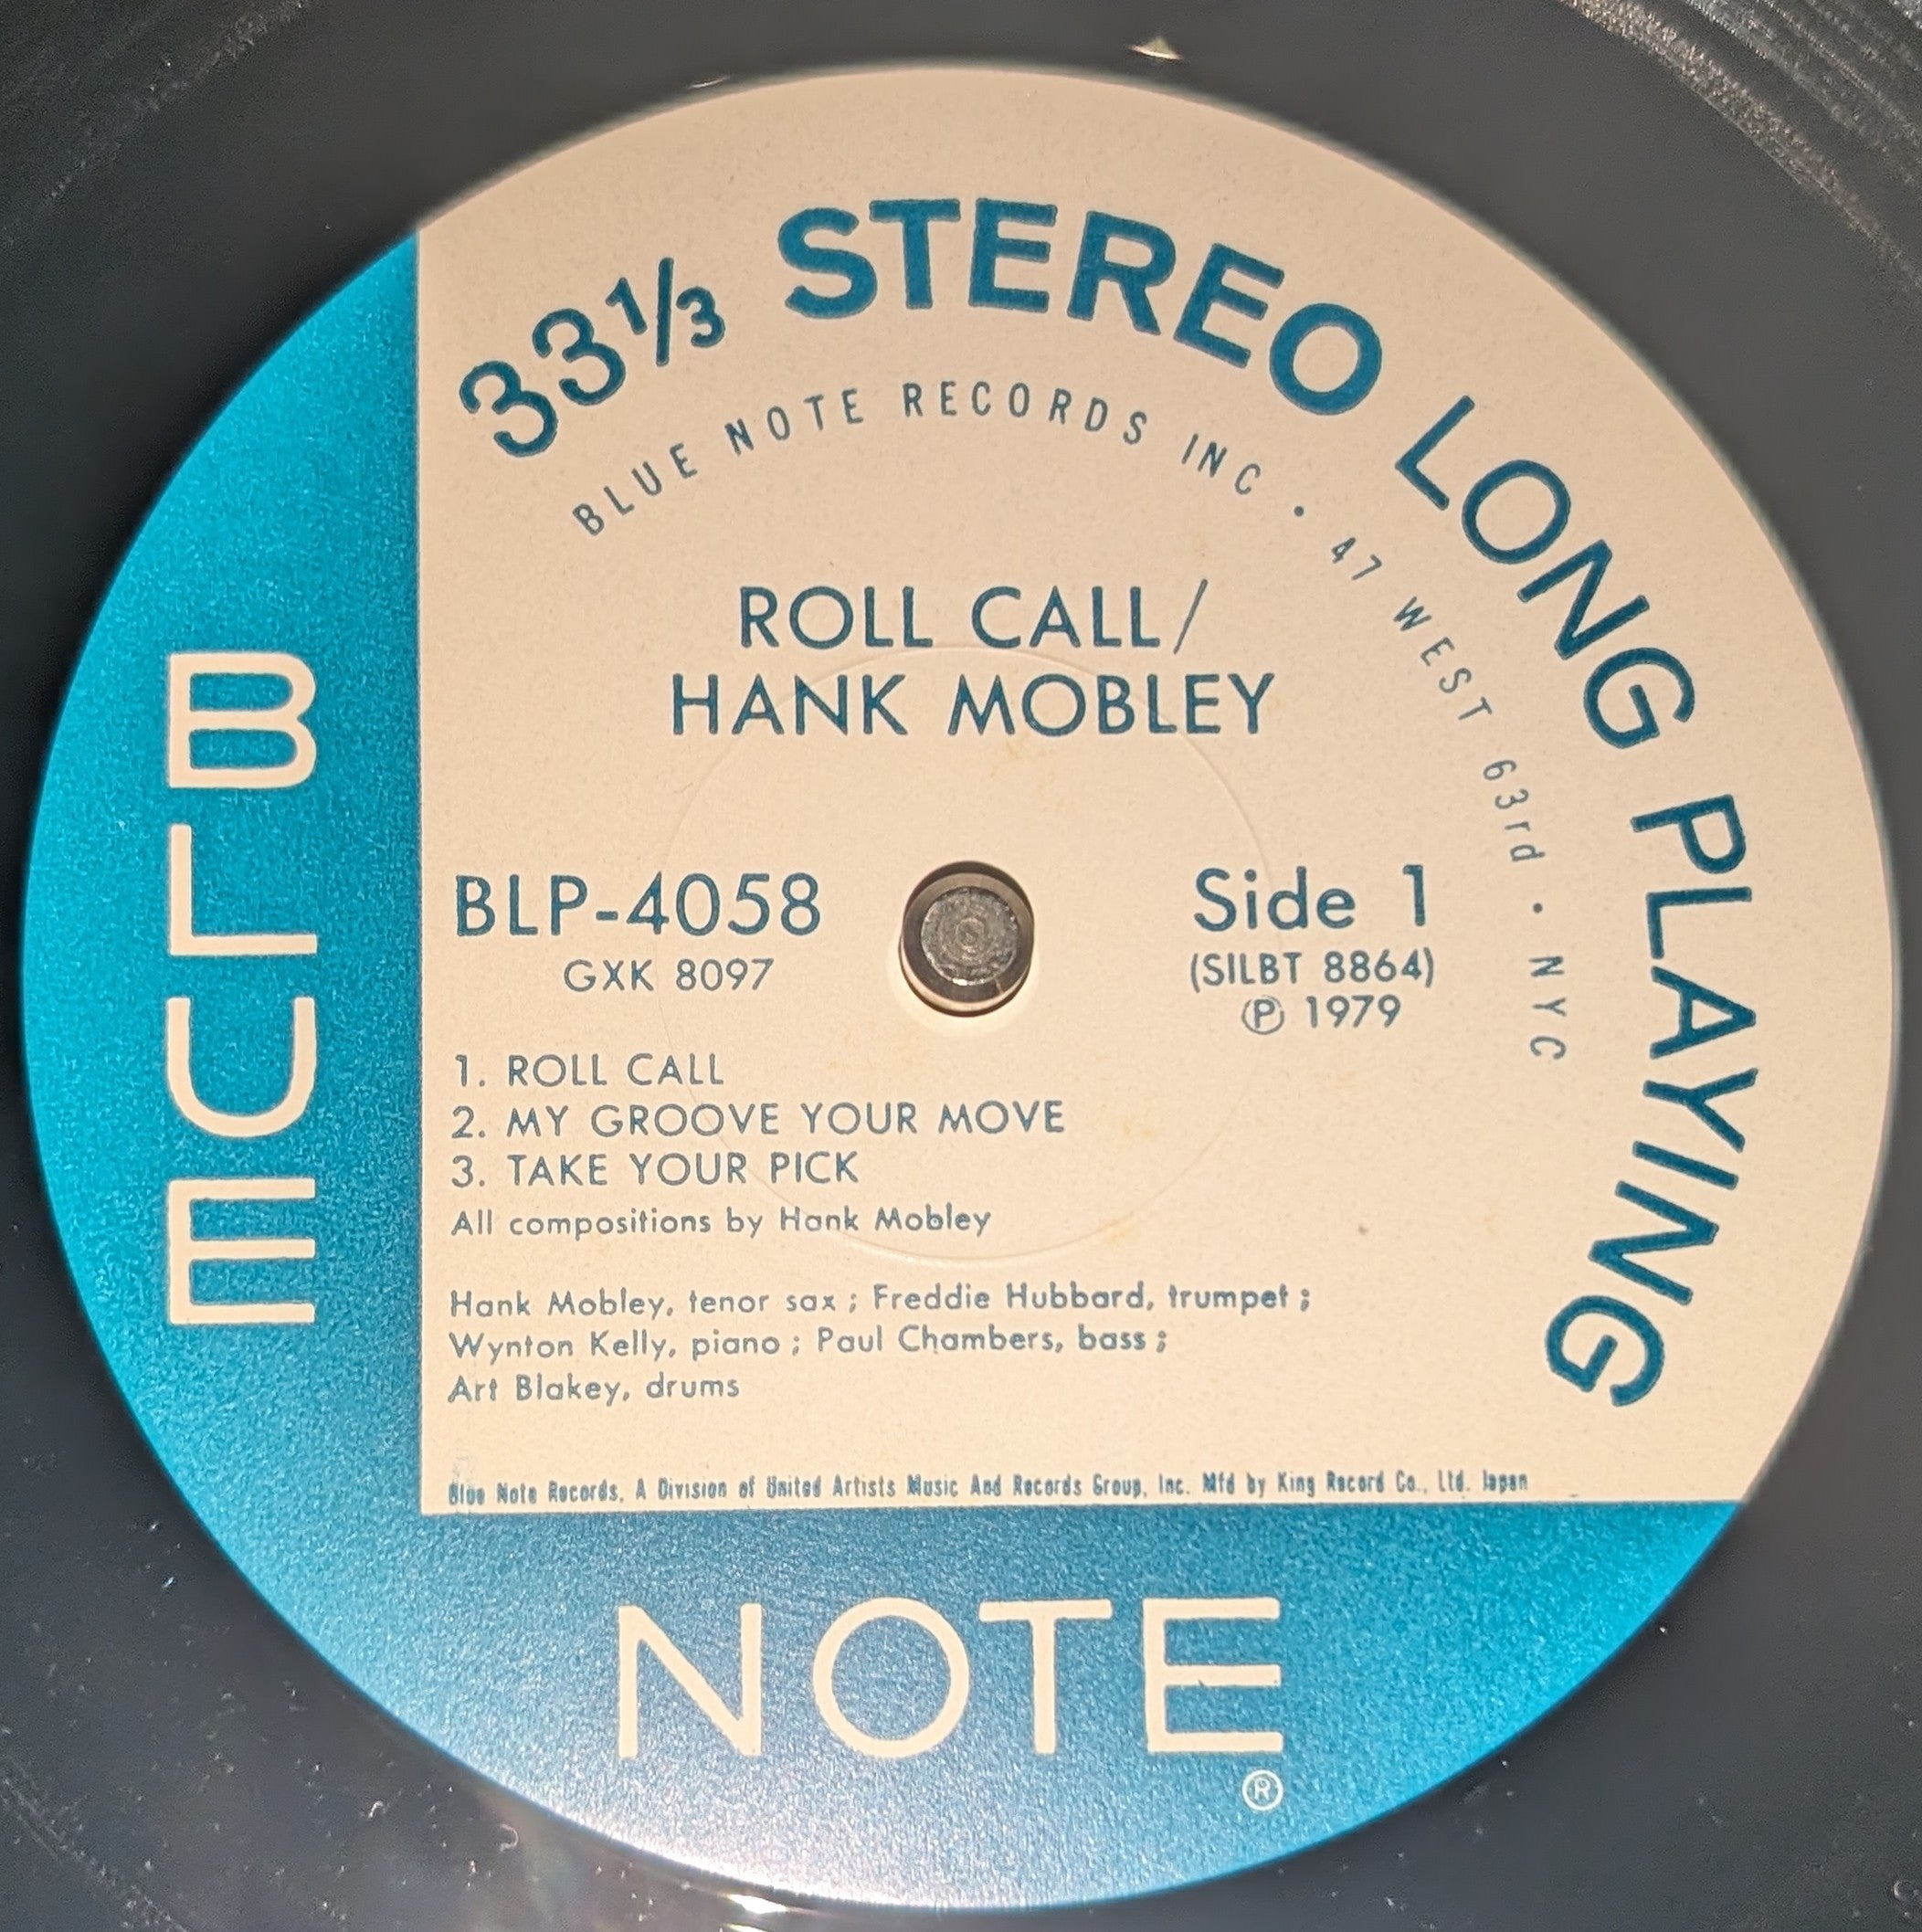 33⅓ STEREO LONG PLAYING
BLUE NOTE RECORDS INC • 47 WEST 63rd • NYC
ROLL CALL/
HANK MOBLEY
BLP-4058
GXK 8097
Side 1
(SILBT 8864)
Ⓟ 1979
1. ROLL CALL
2. MY GROOVE YOUR MOVE
3. TAKE YOUR PICK
All compositions by Hank Mobley
Hank Mobley, tenor sax ; Freddie Hubbard, trumpet ;
Wynton Kelly, piano ; Paul Chambers, bass ;
Art Blakey, drums
Blue Note Records, A Division of United Artists Music And Records Group, Inc. Mfd by King Record Co., Ltd. Japan
BLUE
NOTE
®